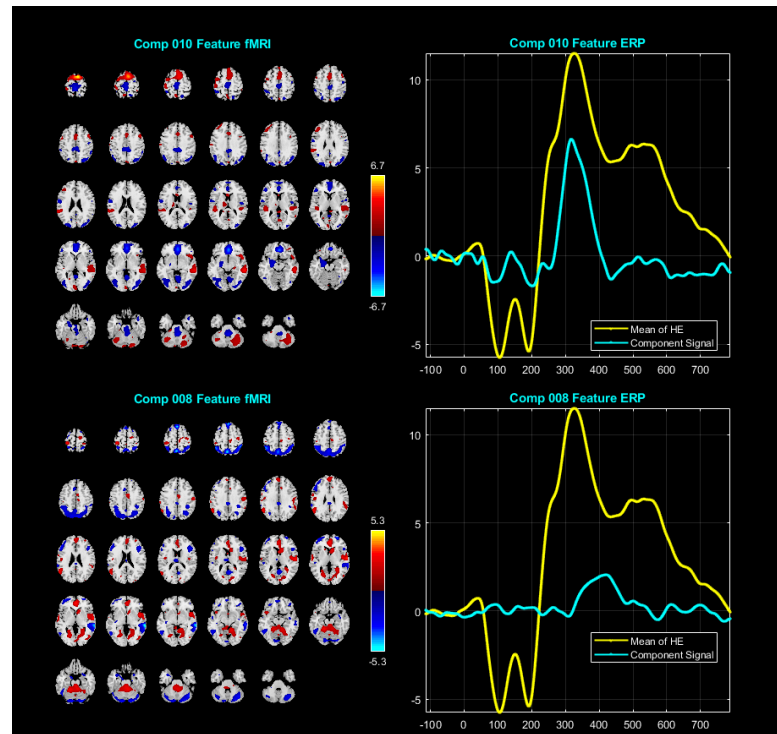 Comp 010 Feature fMRI
6.7
-6.7
Comp 010 Feature ERP
10
5
0
-5
Mean of HE
Component Signal
-100 0 100 200 300 400 500 600 700
Comp 008 Feature fMRI
5.3
-5.3
Comp 008 Feature ERP
10
5
0
-5
Mean of HE
Component Signal
-100 0 100 200 300 400 500 600 700